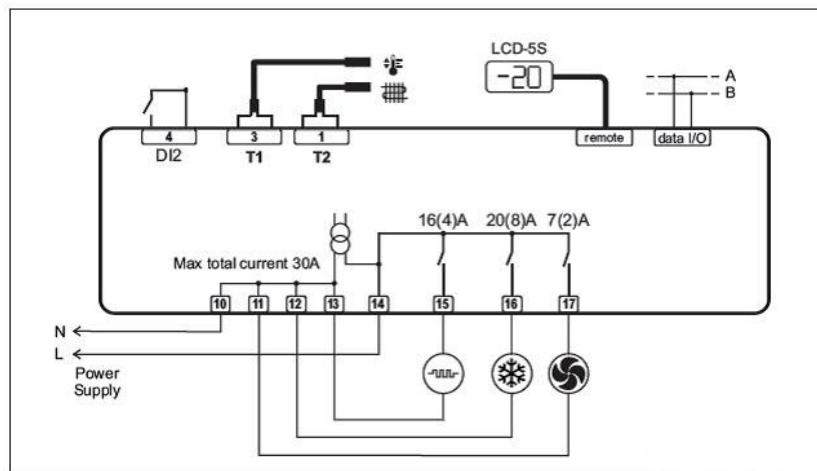 LCD-5S
-20
A
B
4
3
1
remote
data I/O
DI2
T1
T2
16(4)A
20(8)A
7(2)A
Max total current 30A
10
11
12
13
14
15
16
17
N
L
Power
Supply